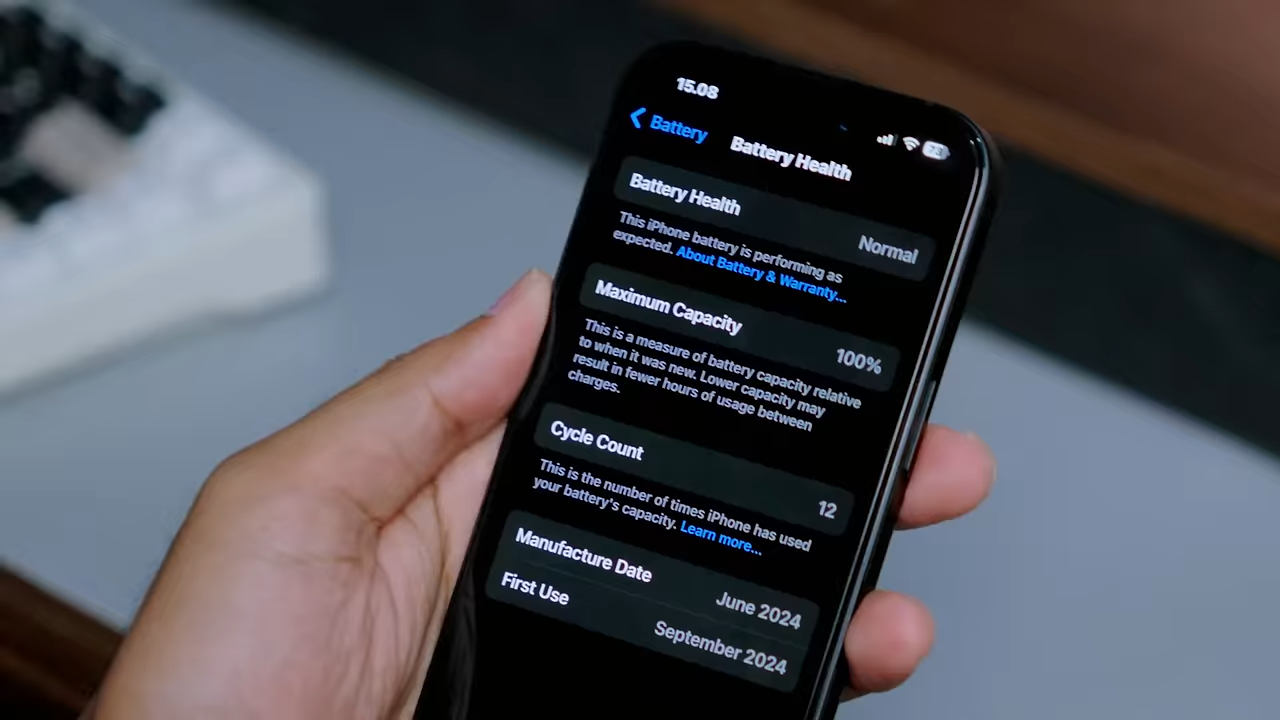 15.08
Battery
Battery Health
Battery Health
Normal
This iPhone battery is performing as
expected. About Battery & Warranty...
Maximum Capacity
100%
This is a measure of battery capacity relative
to when it was new. Lower capacity may
result in fewer hours of usage between
charges.
Cycle Count
12
This is the number of times iPhone has used
your battery's capacity. Learn more...
Manufacture Date
June 2024
First Use
September 2024